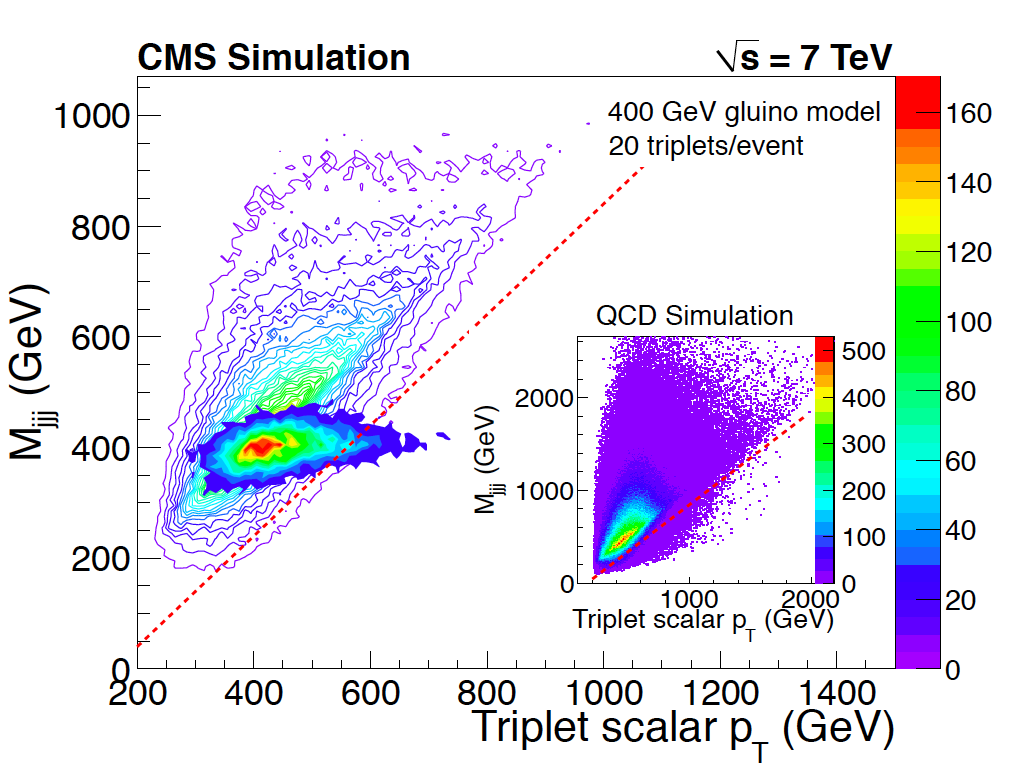 CMS Simulation
√s = 7 TeV
400 GeV gluino model
20 triplets/event
M_jjj (GeV)
1000
800
600
400
200
0
200 400 600 800 1000 1200 1400
Triplet scalar p_T (GeV)
160
140
120
100
80
60
40
20
0
QCD Simulation
M_jjj (GeV)
2000
1000
0
1000 2000
Triplet scalar p_T (GeV)
500
400
300
200
100
0